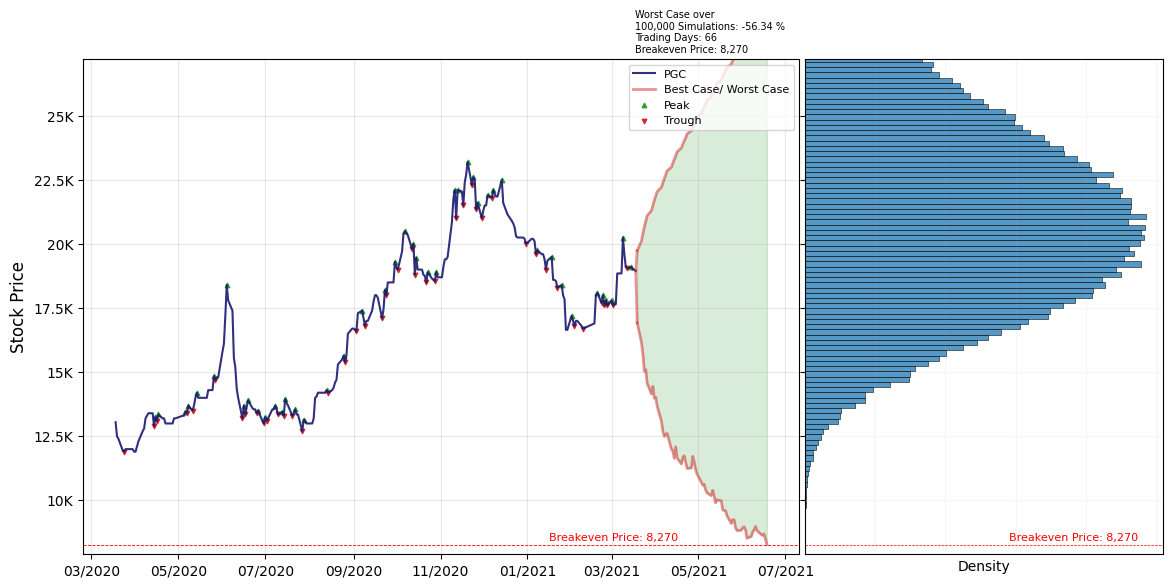 Worst Case over
100,000 Simulations: -56.34 %
Trading Days: 66
Breakeven Price: 8,270
PGC
Best Case/ Worst Case
Peak
Trough
Stock Price
25K
22.5K
20K
17.5K
15K
12.5K
10K
Breakeven Price: 8,270
Breakeven Price: 8,270
03/2020 05/2020 07/2020 09/2020 11/2020 01/2021 03/2021 05/2021 07/2021
Density